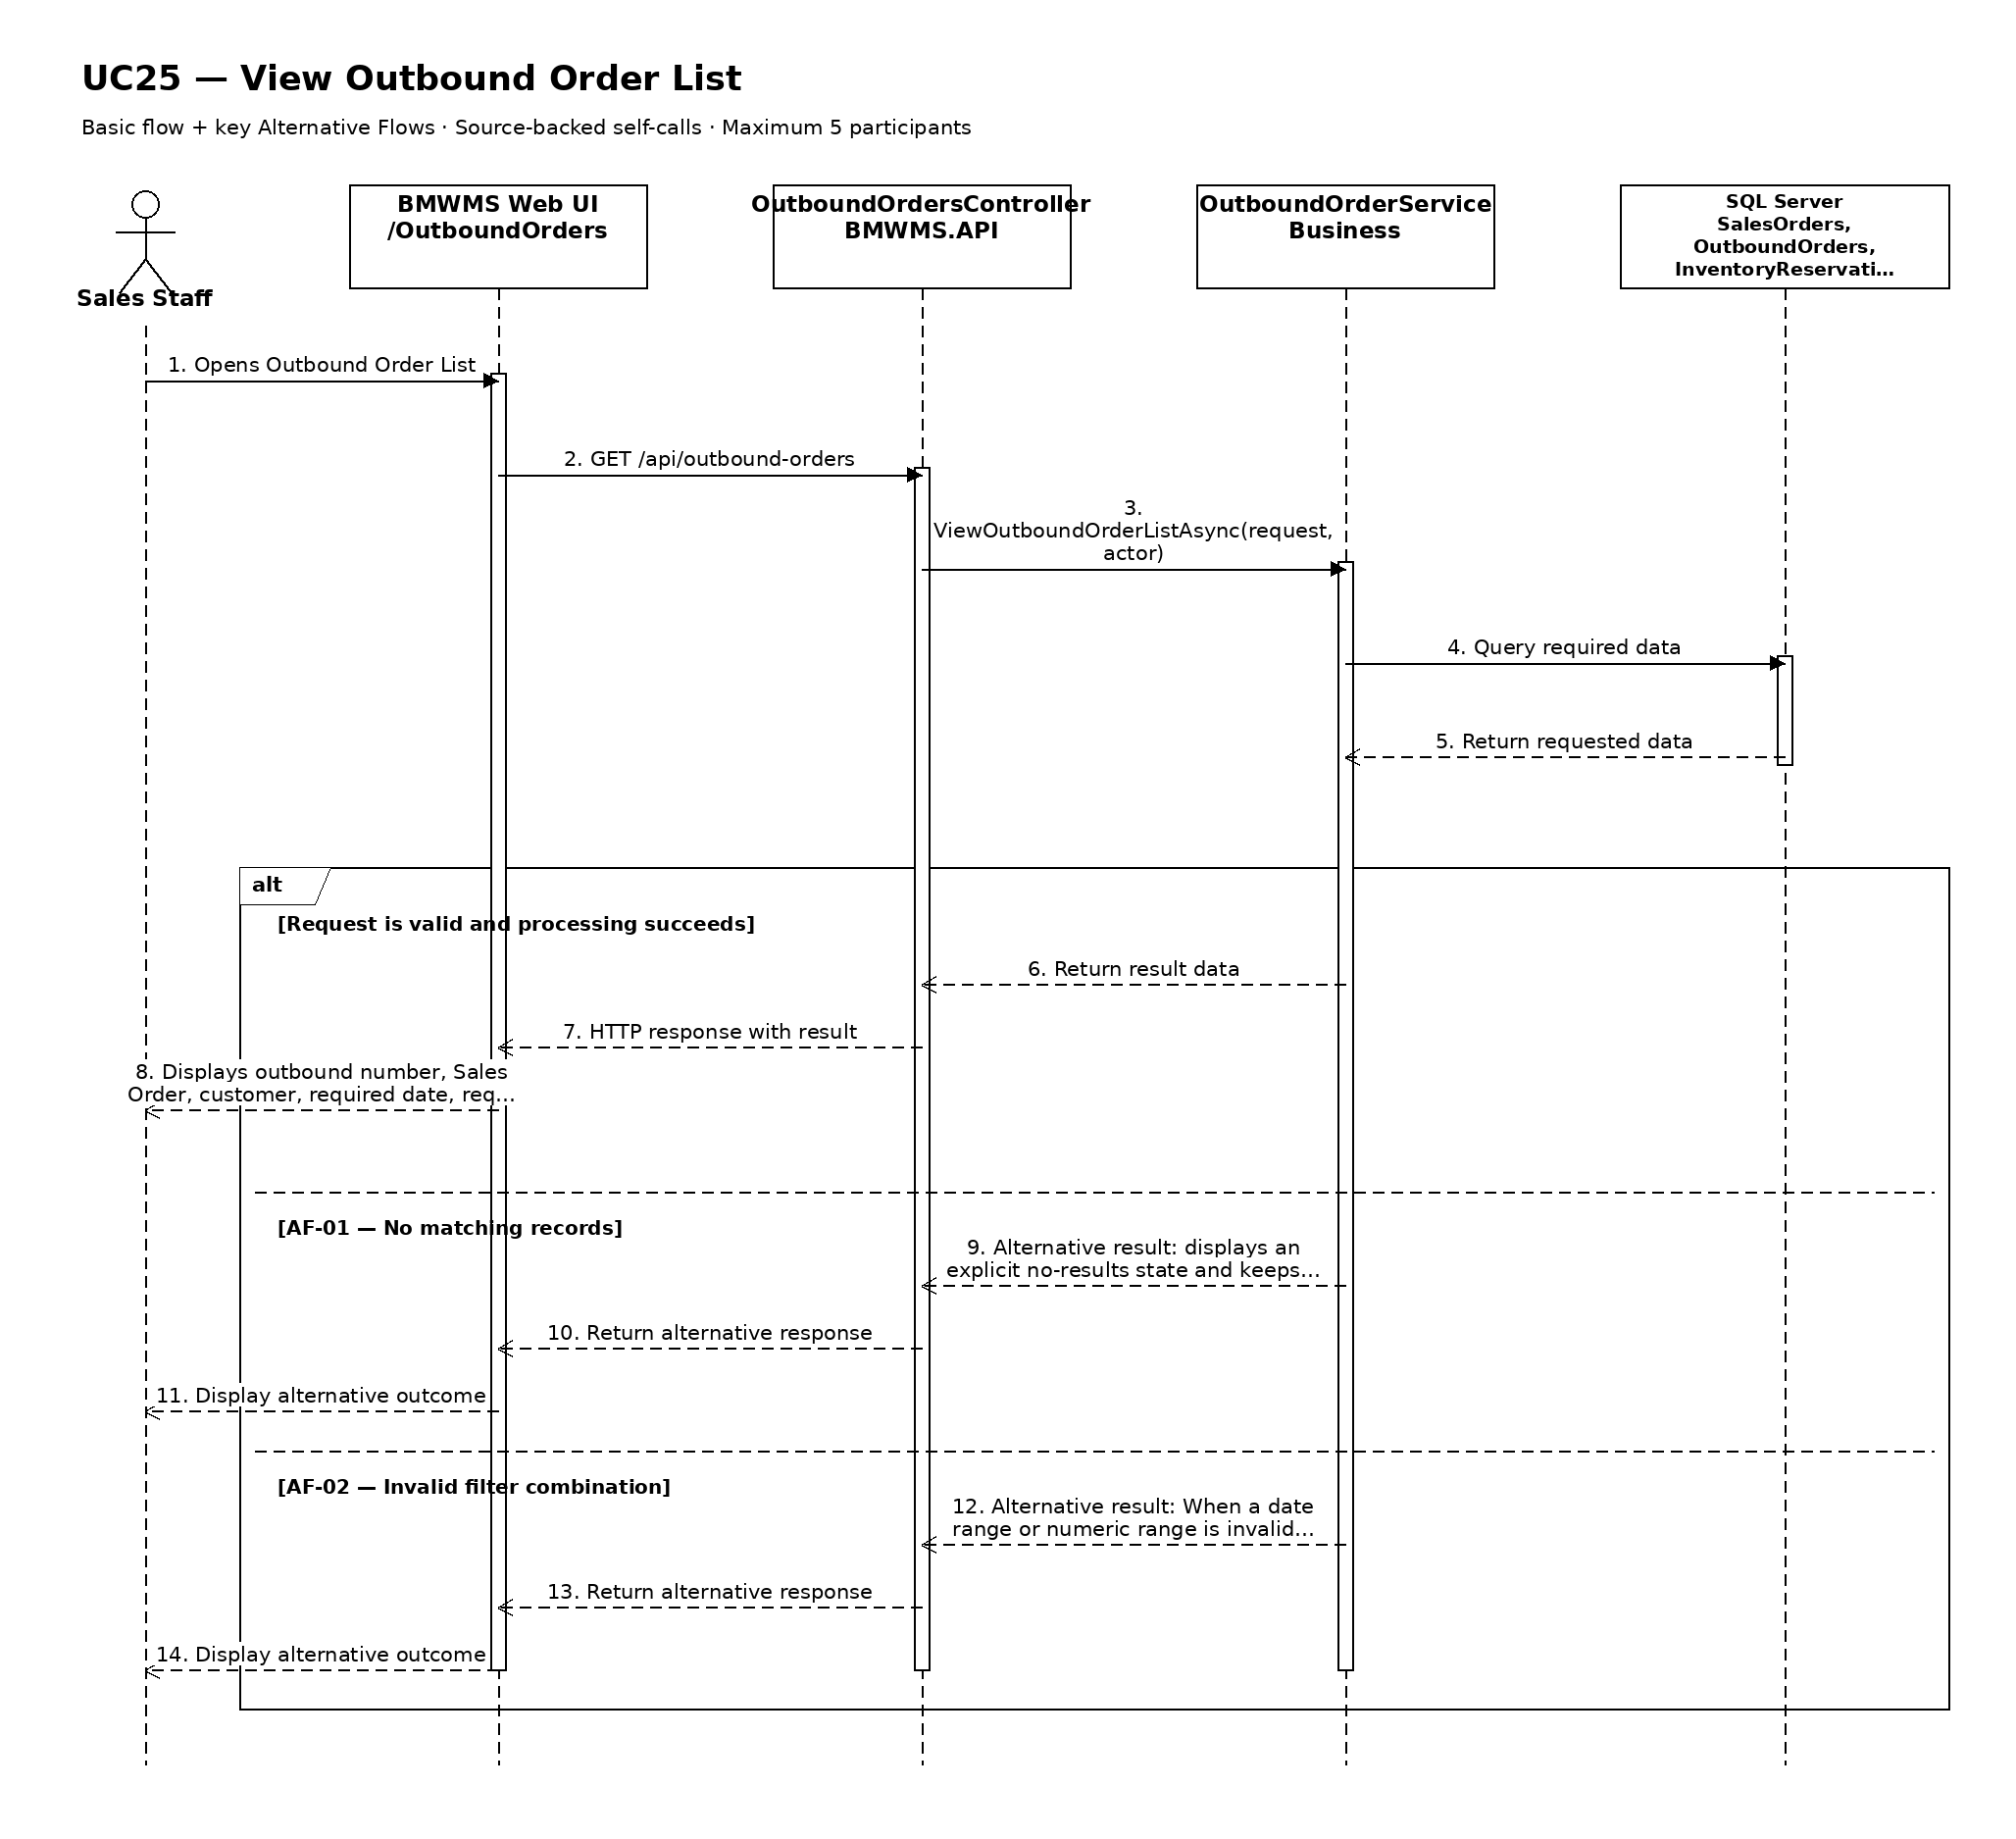 UC25 — View Outbound Order List
Basic flow + key Alternative Flows · Source-backed self-calls · Maximum 5 participants
Sales Staff
BMWMS Web UI
/OutboundOrders
OutboundOrdersController
BMWMS.API
OutboundOrderService
Business
SQL Server
SalesOrders,
OutboundOrders,
InventoryReservati...
1. Opens Outbound Order List
2. GET /api/outbound-orders
3.
ViewOutboundOrderListAsync(request,
actor)
4. Query required data
5. Return requested data
alt
[Request is valid and processing succeeds]
6. Return result data
7. HTTP response with result
8. Displays outbound number, Sales
Order, customer, required date, req...
[AF-01 — No matching records]
9. Alternative result: displays an
explicit no-results state and keeps...
10. Return alternative response
11. Display alternative outcome
[AF-02 — Invalid filter combination]
12. Alternative result: When a date
range or numeric range is invalid...
13. Return alternative response
14. Display alternative outcome